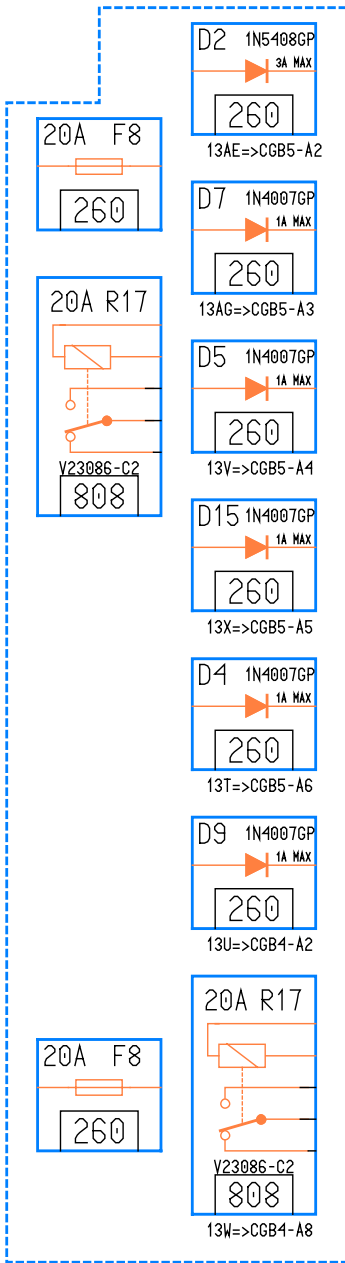 D2 1N5408GP
3A MAX
260
13AE=>CGB5-A2
20A F8
260
D7 1N4007GP
1A MAX
260
13AG=>CGB5-A3
20A R17
V23086-C2
808
D5 1N4007GP
1A MAX
260
13V=>CGB5-A4
D15 1N4007GP
1A MAX
260
13X=>CGB5-A5
D4 1N4007GP
1A MAX
260
13T=>CGB5-A6
D9 1N4007GP
1A MAX
260
13U=>CGB4-A2
20A F8
260
20A R17
V23086-C2
808
13W=>CGB4-A8